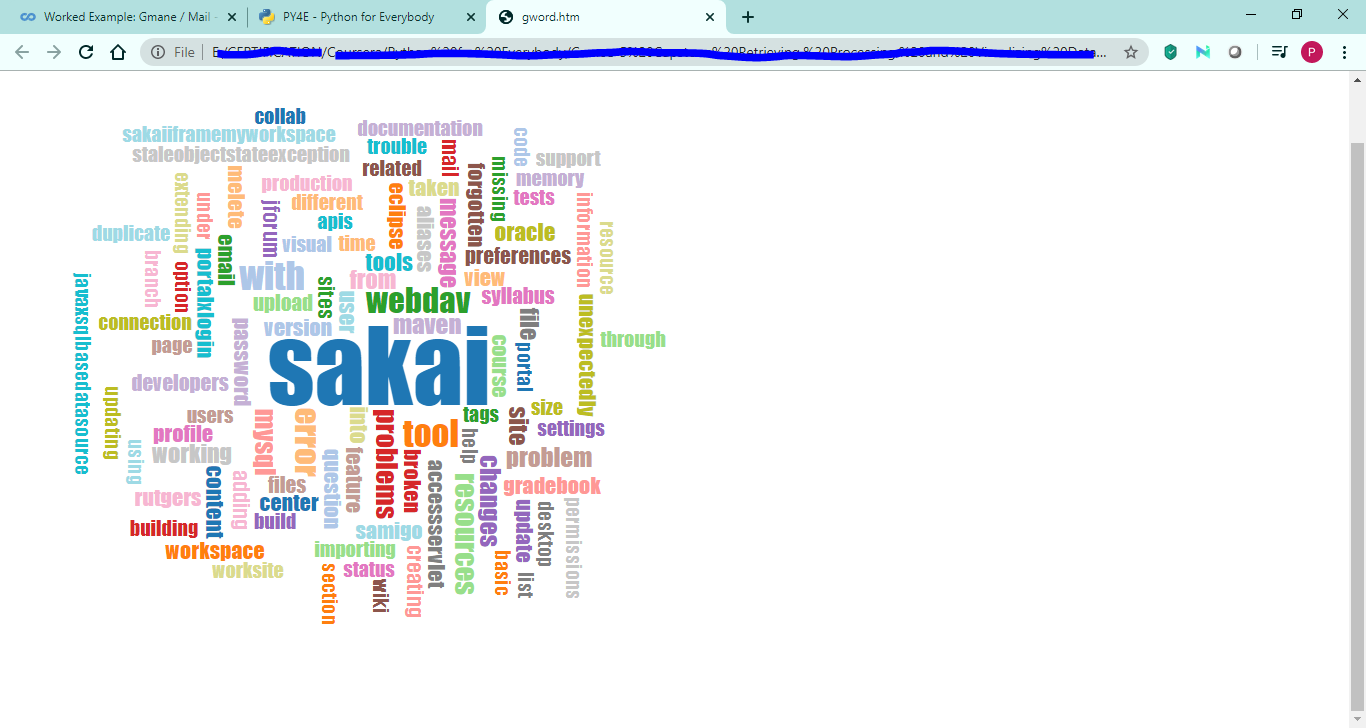 Worked Example: Gmane / Mail -
PY4E - Python for Everybody
gword.htm
File
P
collab
sakaiiframemyworkspace
documentation
staleobjectstateexception
trouble
mail
code
support
related
missing
memory
extending
melete
production
eclipse
taken
forgotten
tests
under
different
jforum
apis
aliases
message
information
duplicate
email
visual
time
oracle
resource
branch
option
portalxlogin
with
tools
from
preferences
view
javaxsqlbasedatasource
sites
upload
user
webdav
syllabus
unexpectedly
connection
password
version
maven
file
through
page
sakai
course
portal
developers
updating
users
mysql
error
into
problems
tool
tags
site
size
settings
profile
using
working
question
feature
broken
help
problem
content
adding
files
accessservlet
resources
changes
gradebook
rutgers
center
update
desktop
permissions
building
build
samigo
workspace
importing
creating
basic
list
worksite
section
status
wiki